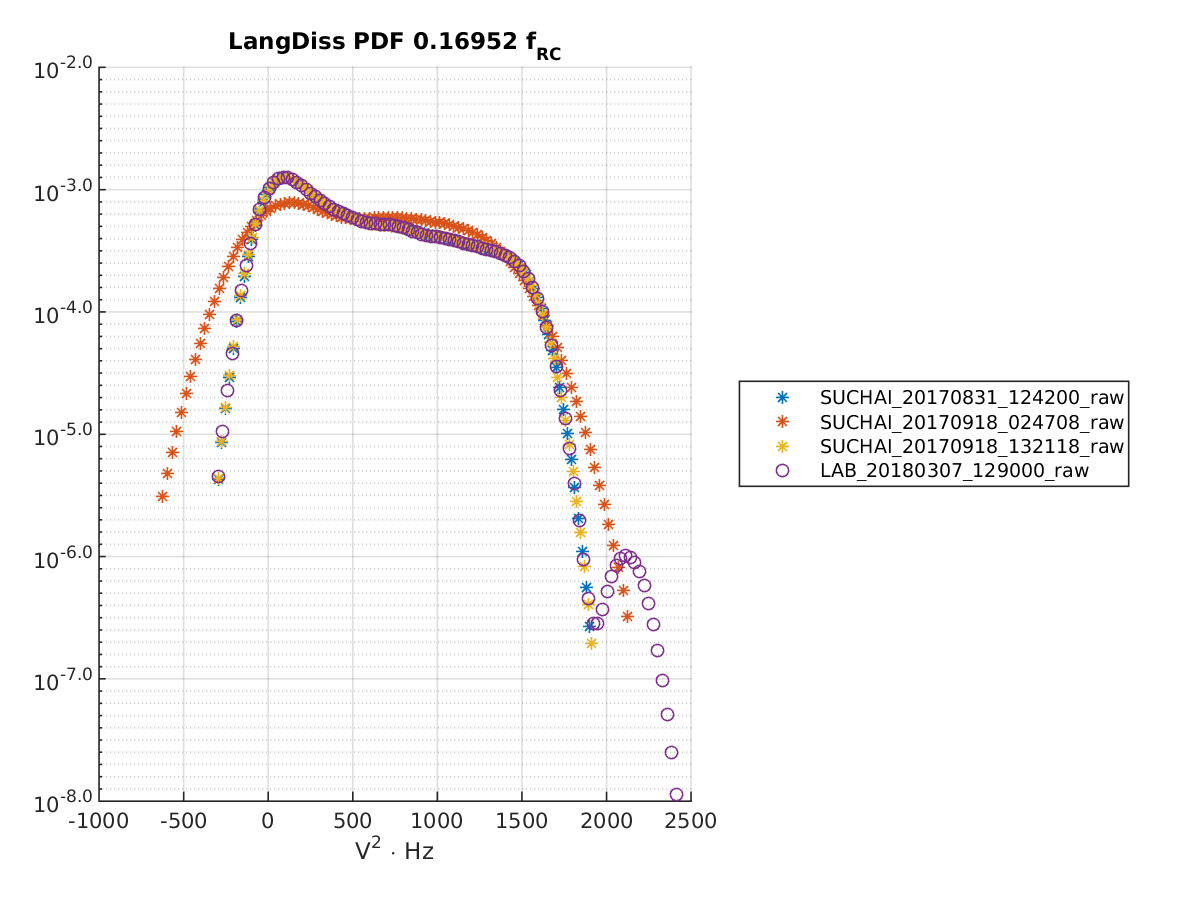 LangDiss PDF 0.16952 f_RC
10^-2.0
10^-3.0
10^-4.0
10^-5.0
10^-6.0
10^-7.0
10^-8.0
-1000 -500 0 500 1000 1500 2000 2500
V^2 · Hz
SUCHAI_20170831_124200_raw
SUCHAI_20170918_024708_raw
SUCHAI_20170918_132118_raw
LAB_20180307_129000_raw